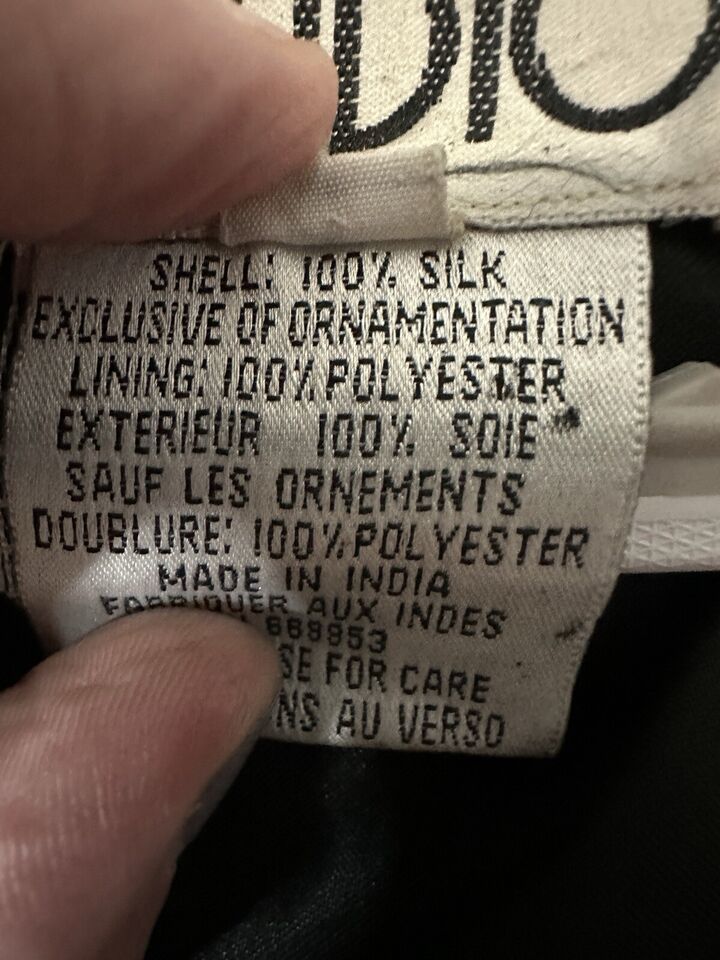 SHELL: 100% SILK
EXCLUSIVE OF ORNAMENTATION
LINING: 100% POLYESTER
EXTERIEUR 100% SOIE
SAUF LES ORNEMENTS
DOUBLURE: 100% POLYESTER
MADE IN INDIA
FABRIQUER AUX INDES
669953
SE FOR CARE
NS AU VERSO